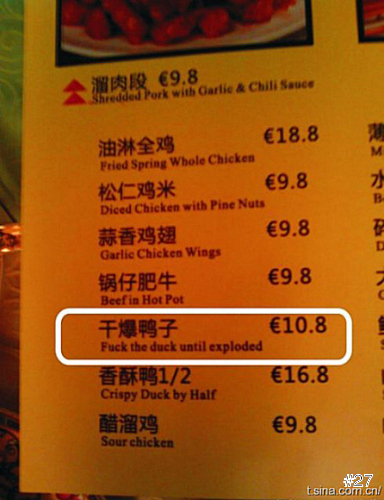 溜肉段 €9.8
Shredded Pork with Garlic & Chili Sauce
油淋全鸡 €18.8
Fried Spring Whole Chicken
松仁鸡米 €9.8
Diced Chicken with Pine Nuts
蒜香鸡翅 €9.8
Garlic Chicken Wings
锅仔肥牛 €9.8
Beef in Hot Pot
干爆鸭子 €10.8
Fuck the duck until exploded
香酥鸭1/2 €16.8
Crispy Duck by Half
醋溜鸡 €9.8
Sour chicken
#27
t.sina.com.cn/